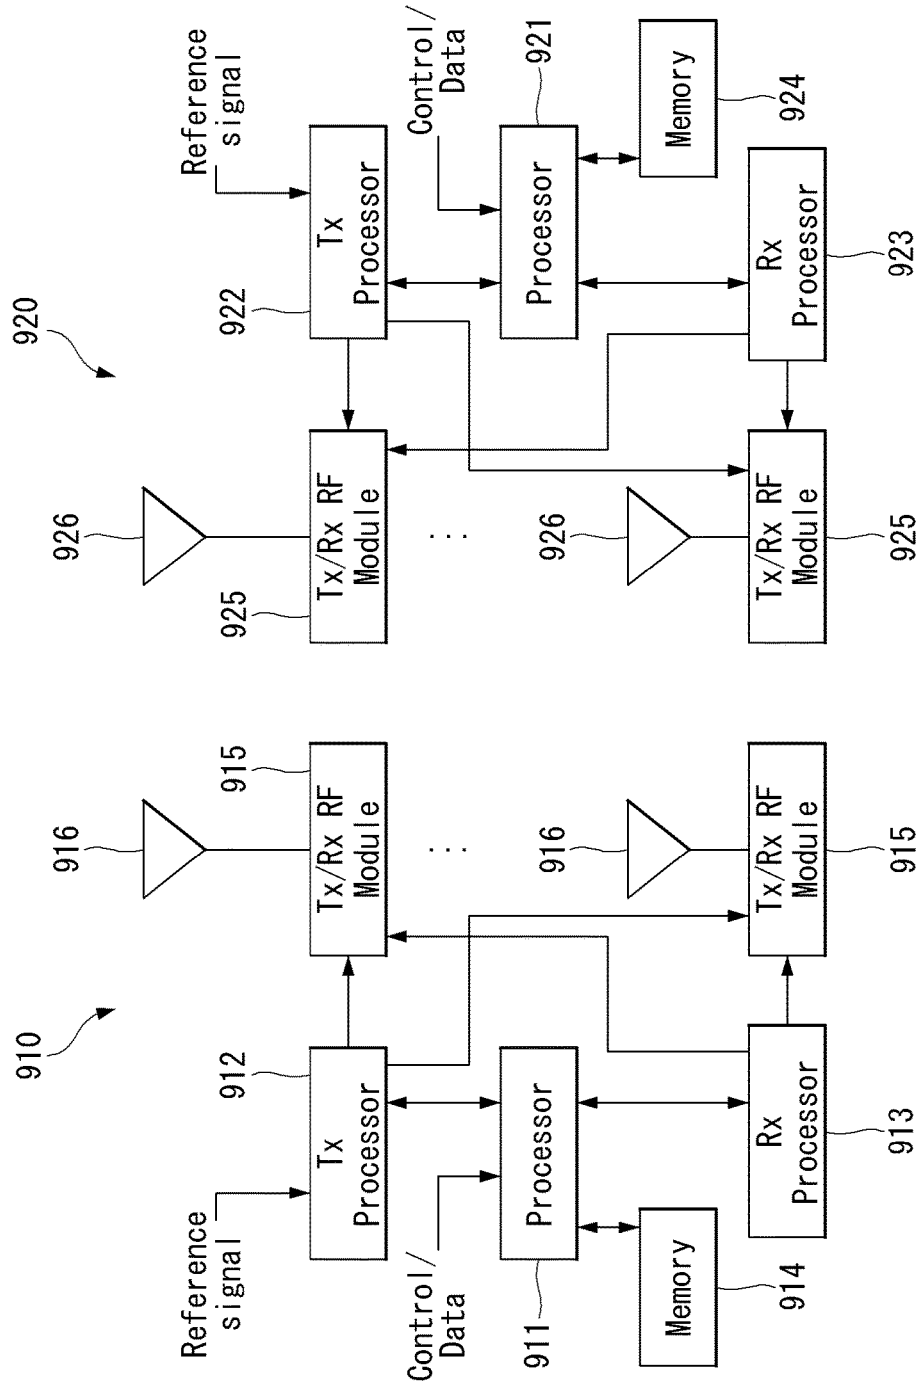 910
920
916
916
926
926
Reference
signal
912
Tx
Processor
Tx/Rx RF
Module
915
925
Tx/Rx RF
Module
922
Tx
Processor
Reference
signal
Control/
Data
911
Processor
...
...
Processor
921
Control/
Data
Memory
914
Memory
924
Rx
Processor
913
Tx/Rx RF
Module
915
Tx/Rx RF
Module
925
Rx
Processor
923